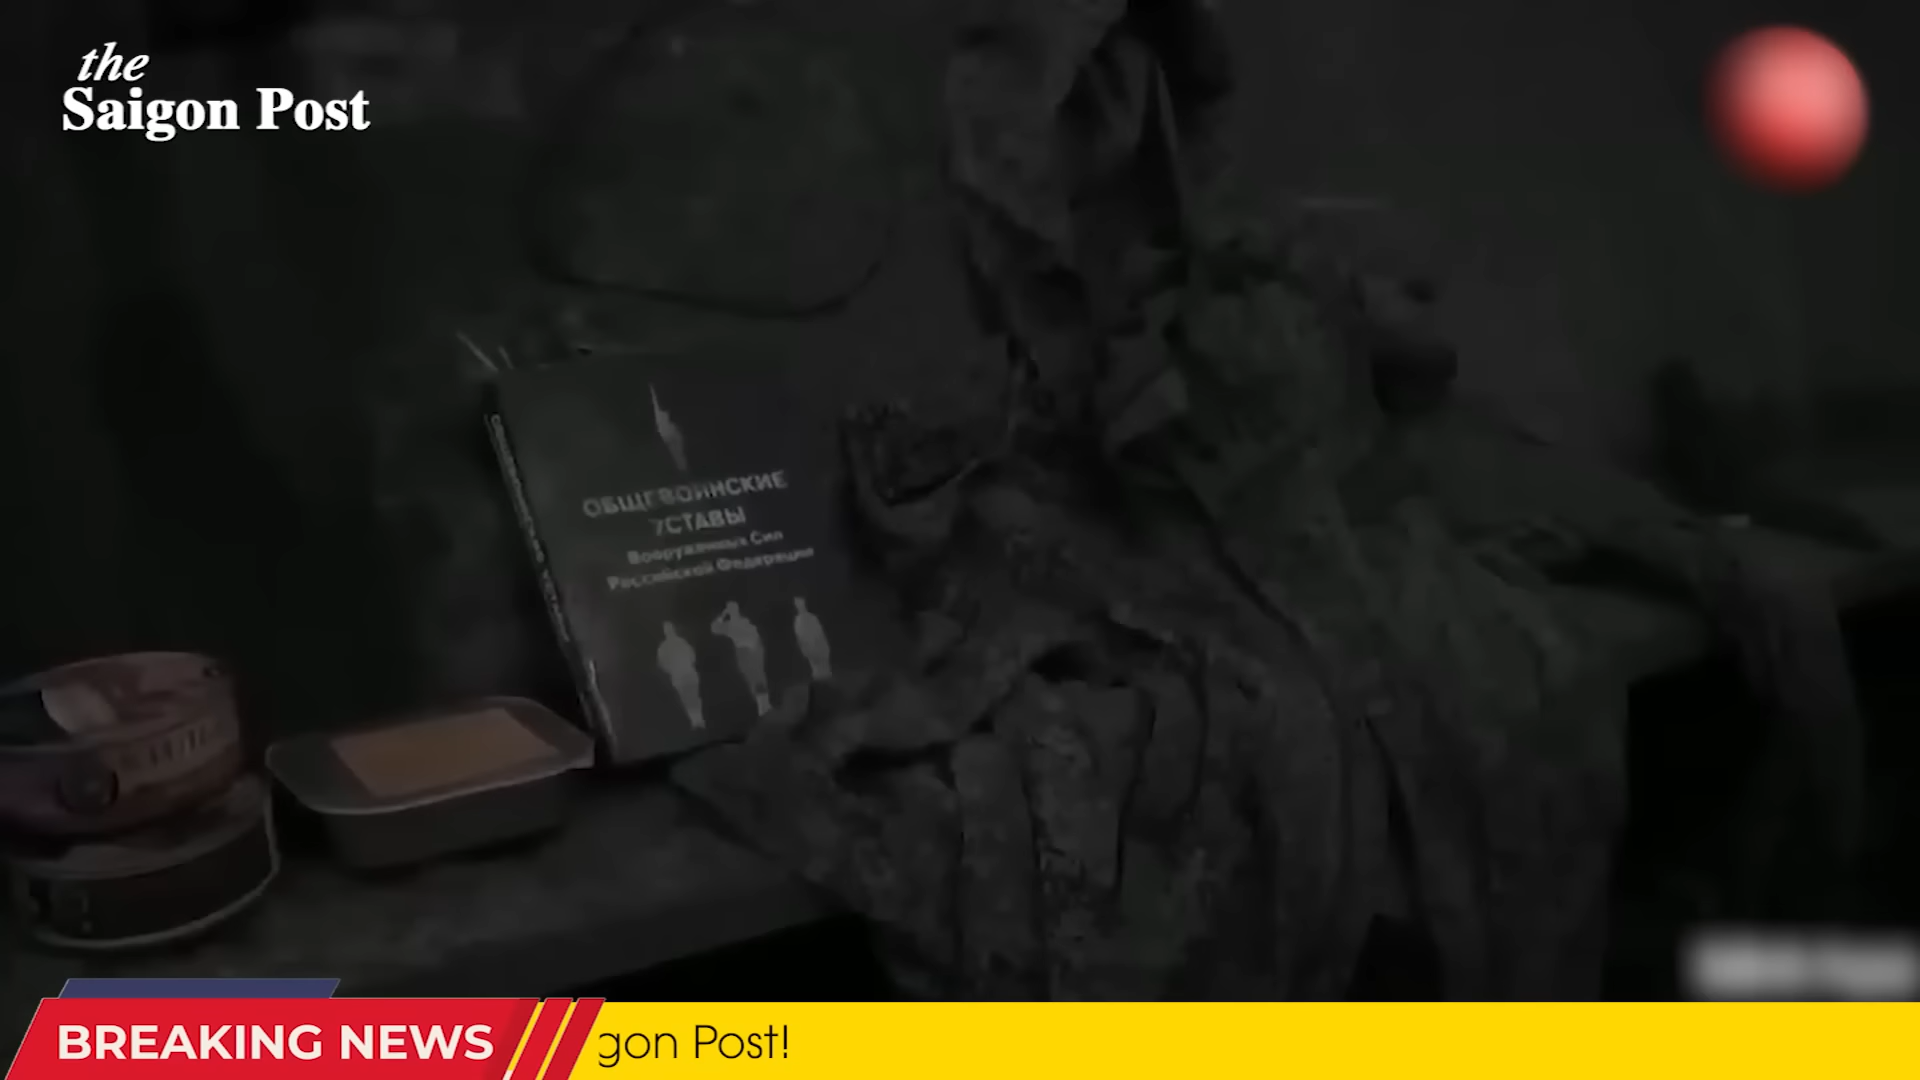 the
Saigon Post
ОБЩЕВОИНСКИЕ
УСТАВЫ
Вооруженных Сил
Российской Федерации
BREAKING NEWS
gon Post!